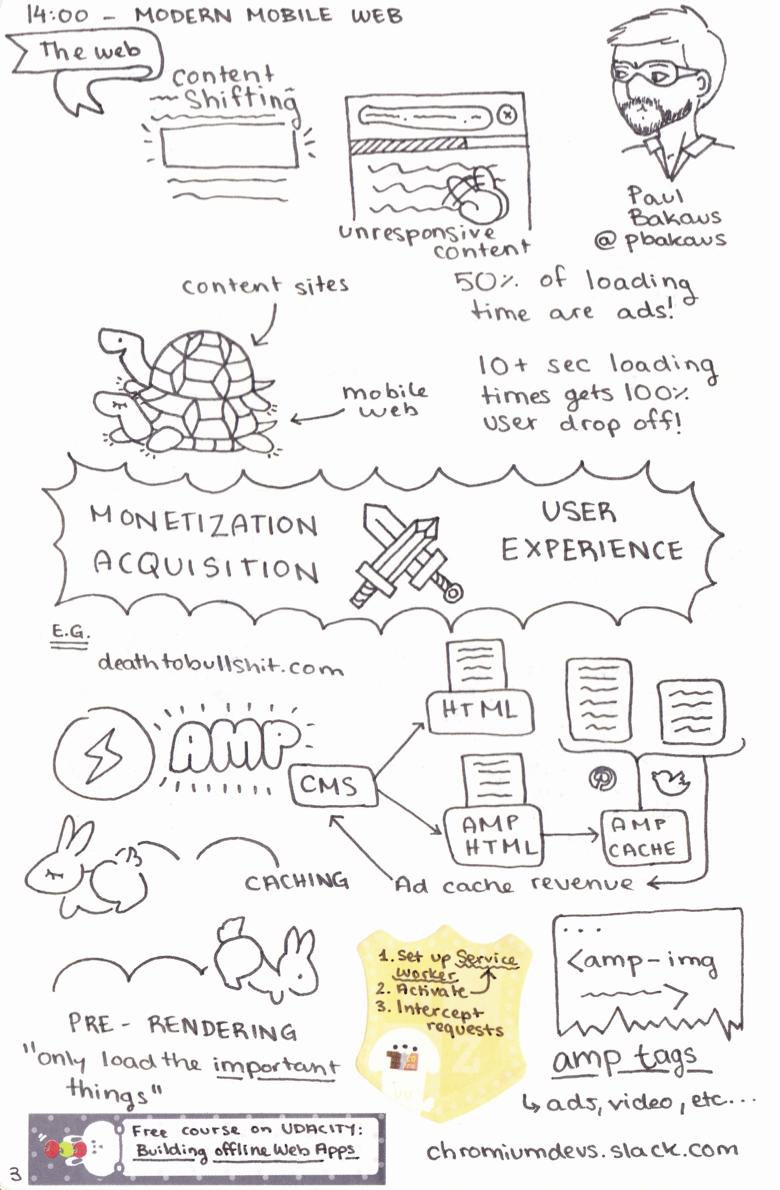 14:00 - MODERN MOBILE WEB
The web
content
shifting
unresponsive
content
Paul
Bakaus
@pbakaus
content sites
mobile
web
50% of loading
time are ads!
10+ sec loading
times gets 100%
user drop off!
MONETIZATION
ACQUISITION
USER
EXPERIENCE
E.G.
deathtobullshit.com
AMP
CMS
HTML
AMP
HTML
AMP
CACHE
CACHING
Ad cache revenue
PRE-RENDERING
"only load the important
things"
1. Set up Service
Worker
2. Activate
3. Intercept
requests
<amp-img
>
amp tags
↳ ads, video, etc...
Free course on UDACITY:
Building offline Web Apps
chromiumdevs.slack.com
3